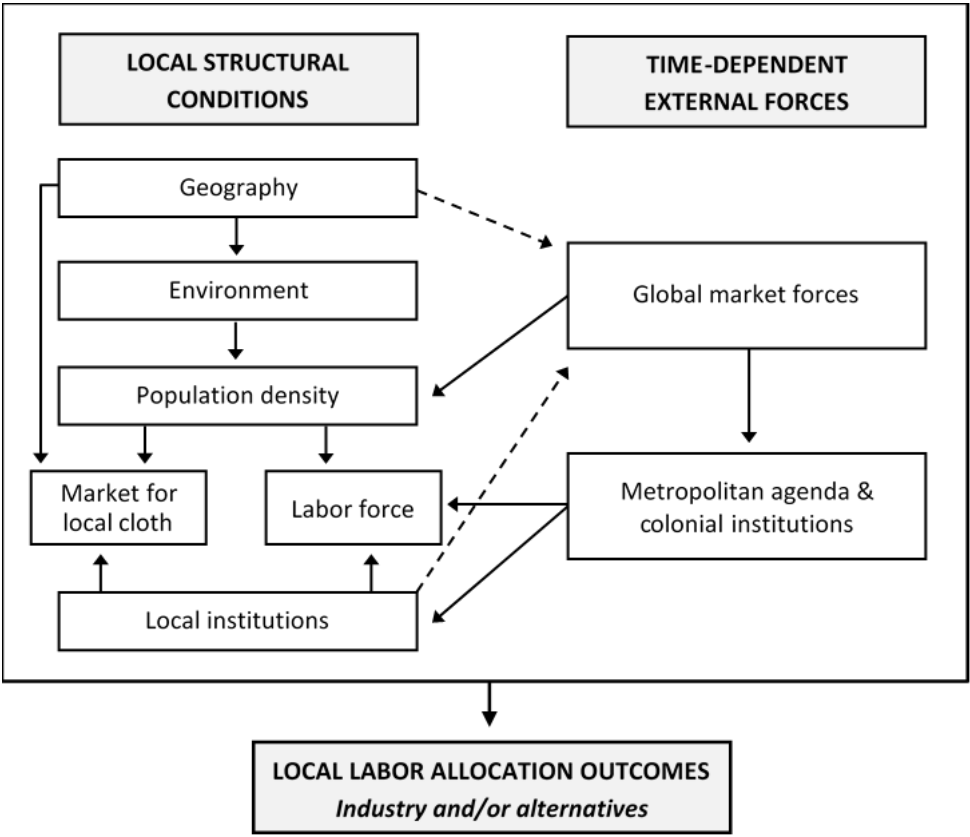 LOCAL STRUCTURAL
CONDITIONS
TIME-DEPENDENT
EXTERNAL FORCES
Geography
Environment
Population density
Market for
local cloth
Labor force
Local institutions
Global market forces
Metropolitan agenda &
colonial institutions
LOCAL LABOR ALLOCATION OUTCOMES
Industry and/or alternatives